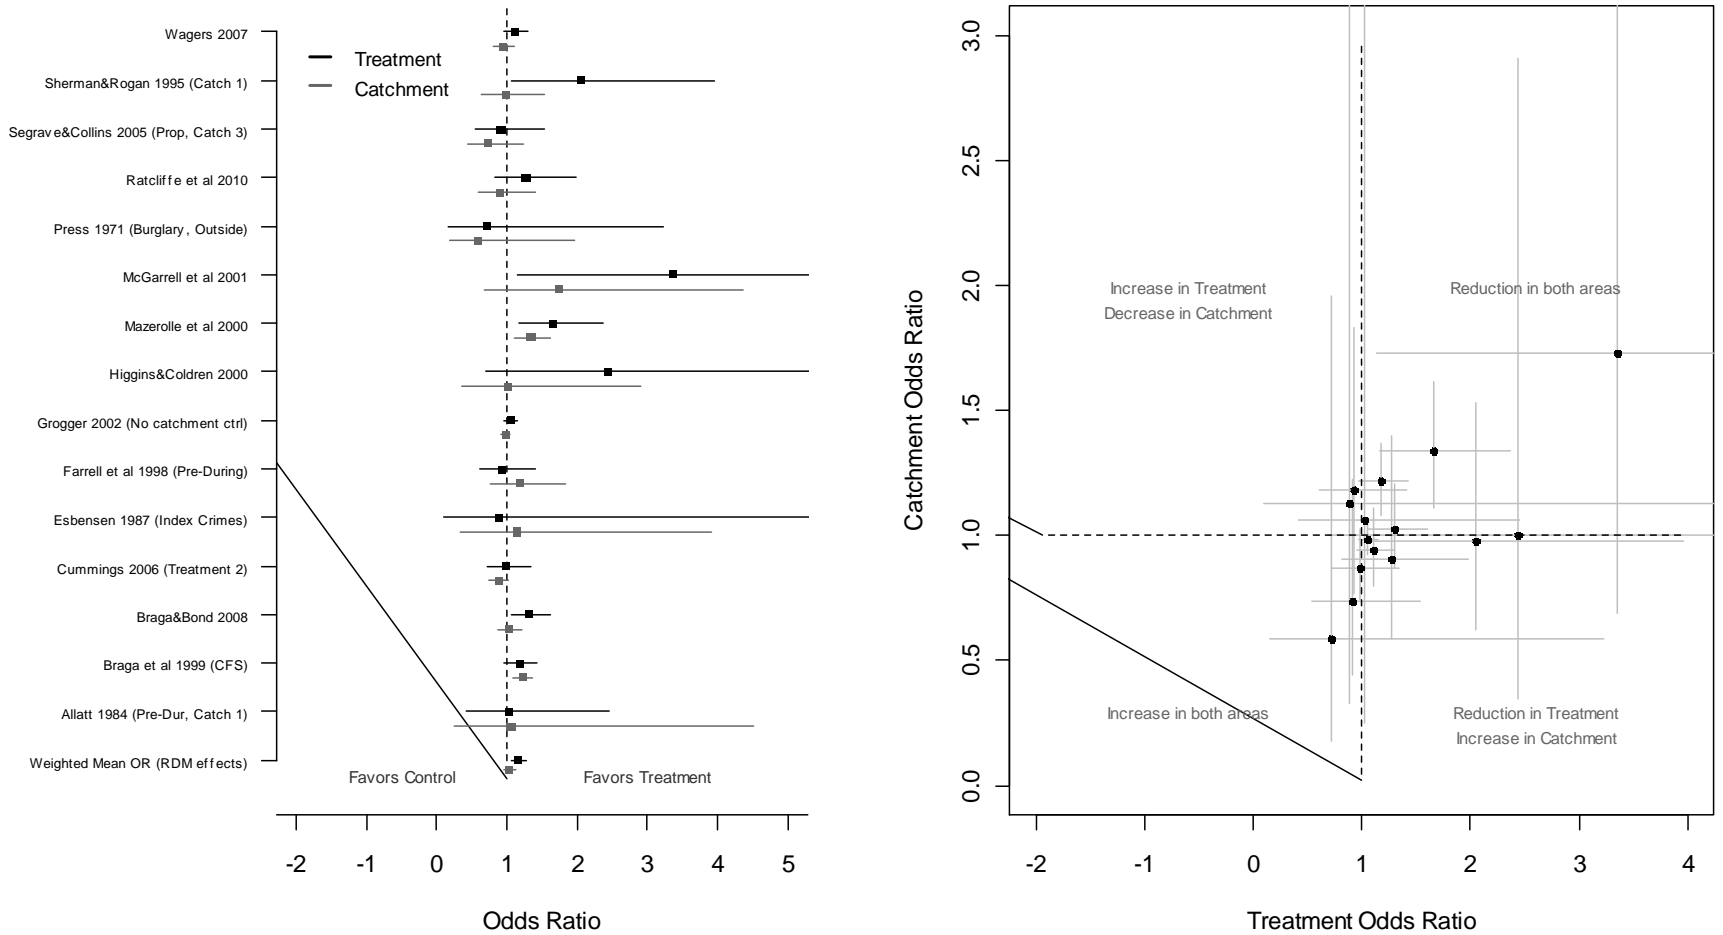 Wagers 2007
Sherman&Rogan 1995 (Catch 1)
Segrave&Collins 2005 (Prop, Catch 3)
Ratcliffe et al 2010
Press 1971 (Burglary, Outside)
McGarrell et al 2001
Mazerolle et al 2000
Higgins&Coldren 2000
Grogger 2002 (No catchment ctrl)
Farrell et al 1998 (Pre-During)
Esbensen 1987 (Index Crimes)
Cummings 2006 (Treatment 2)
Braga&Bond 2008
Braga et al 1999 (CFS)
Allatt 1984 (Pre-Dur, Catch 1)
Weighted Mean OR (RDM effects)
Treatment
Catchment
Favors Control
Favors Treatment
-2 -1 0 1 2 3 4 5
Odds Ratio
Catchment Odds Ratio
3.0
2.5
2.0
1.5
1.0
0.5
0.0
Increase in Treatment
Decrease in Catchment
Reduction in both areas
Increase in both areas
Reduction in Treatment
Increase in Catchment
-2 -1 0 1 2 3 4
Treatment Odds Ratio